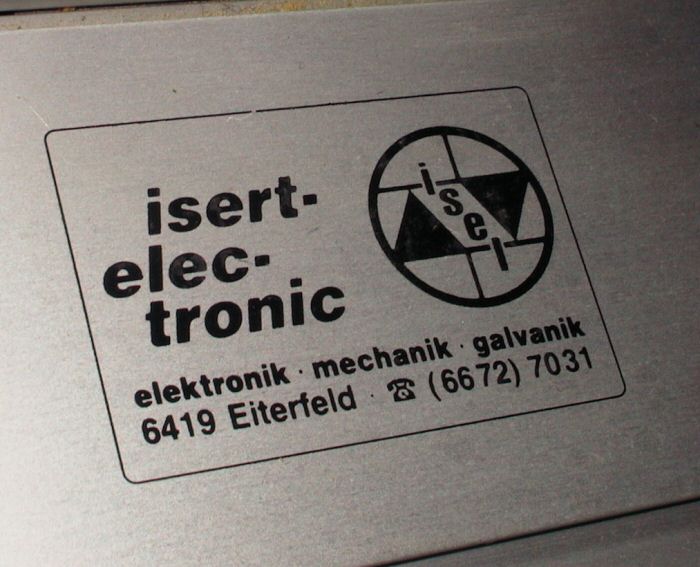 isert-
elec-
tronic
isel
elektronik · mechanik · galvanik
6419 Eiterfeld · ☎ (6672) 7031